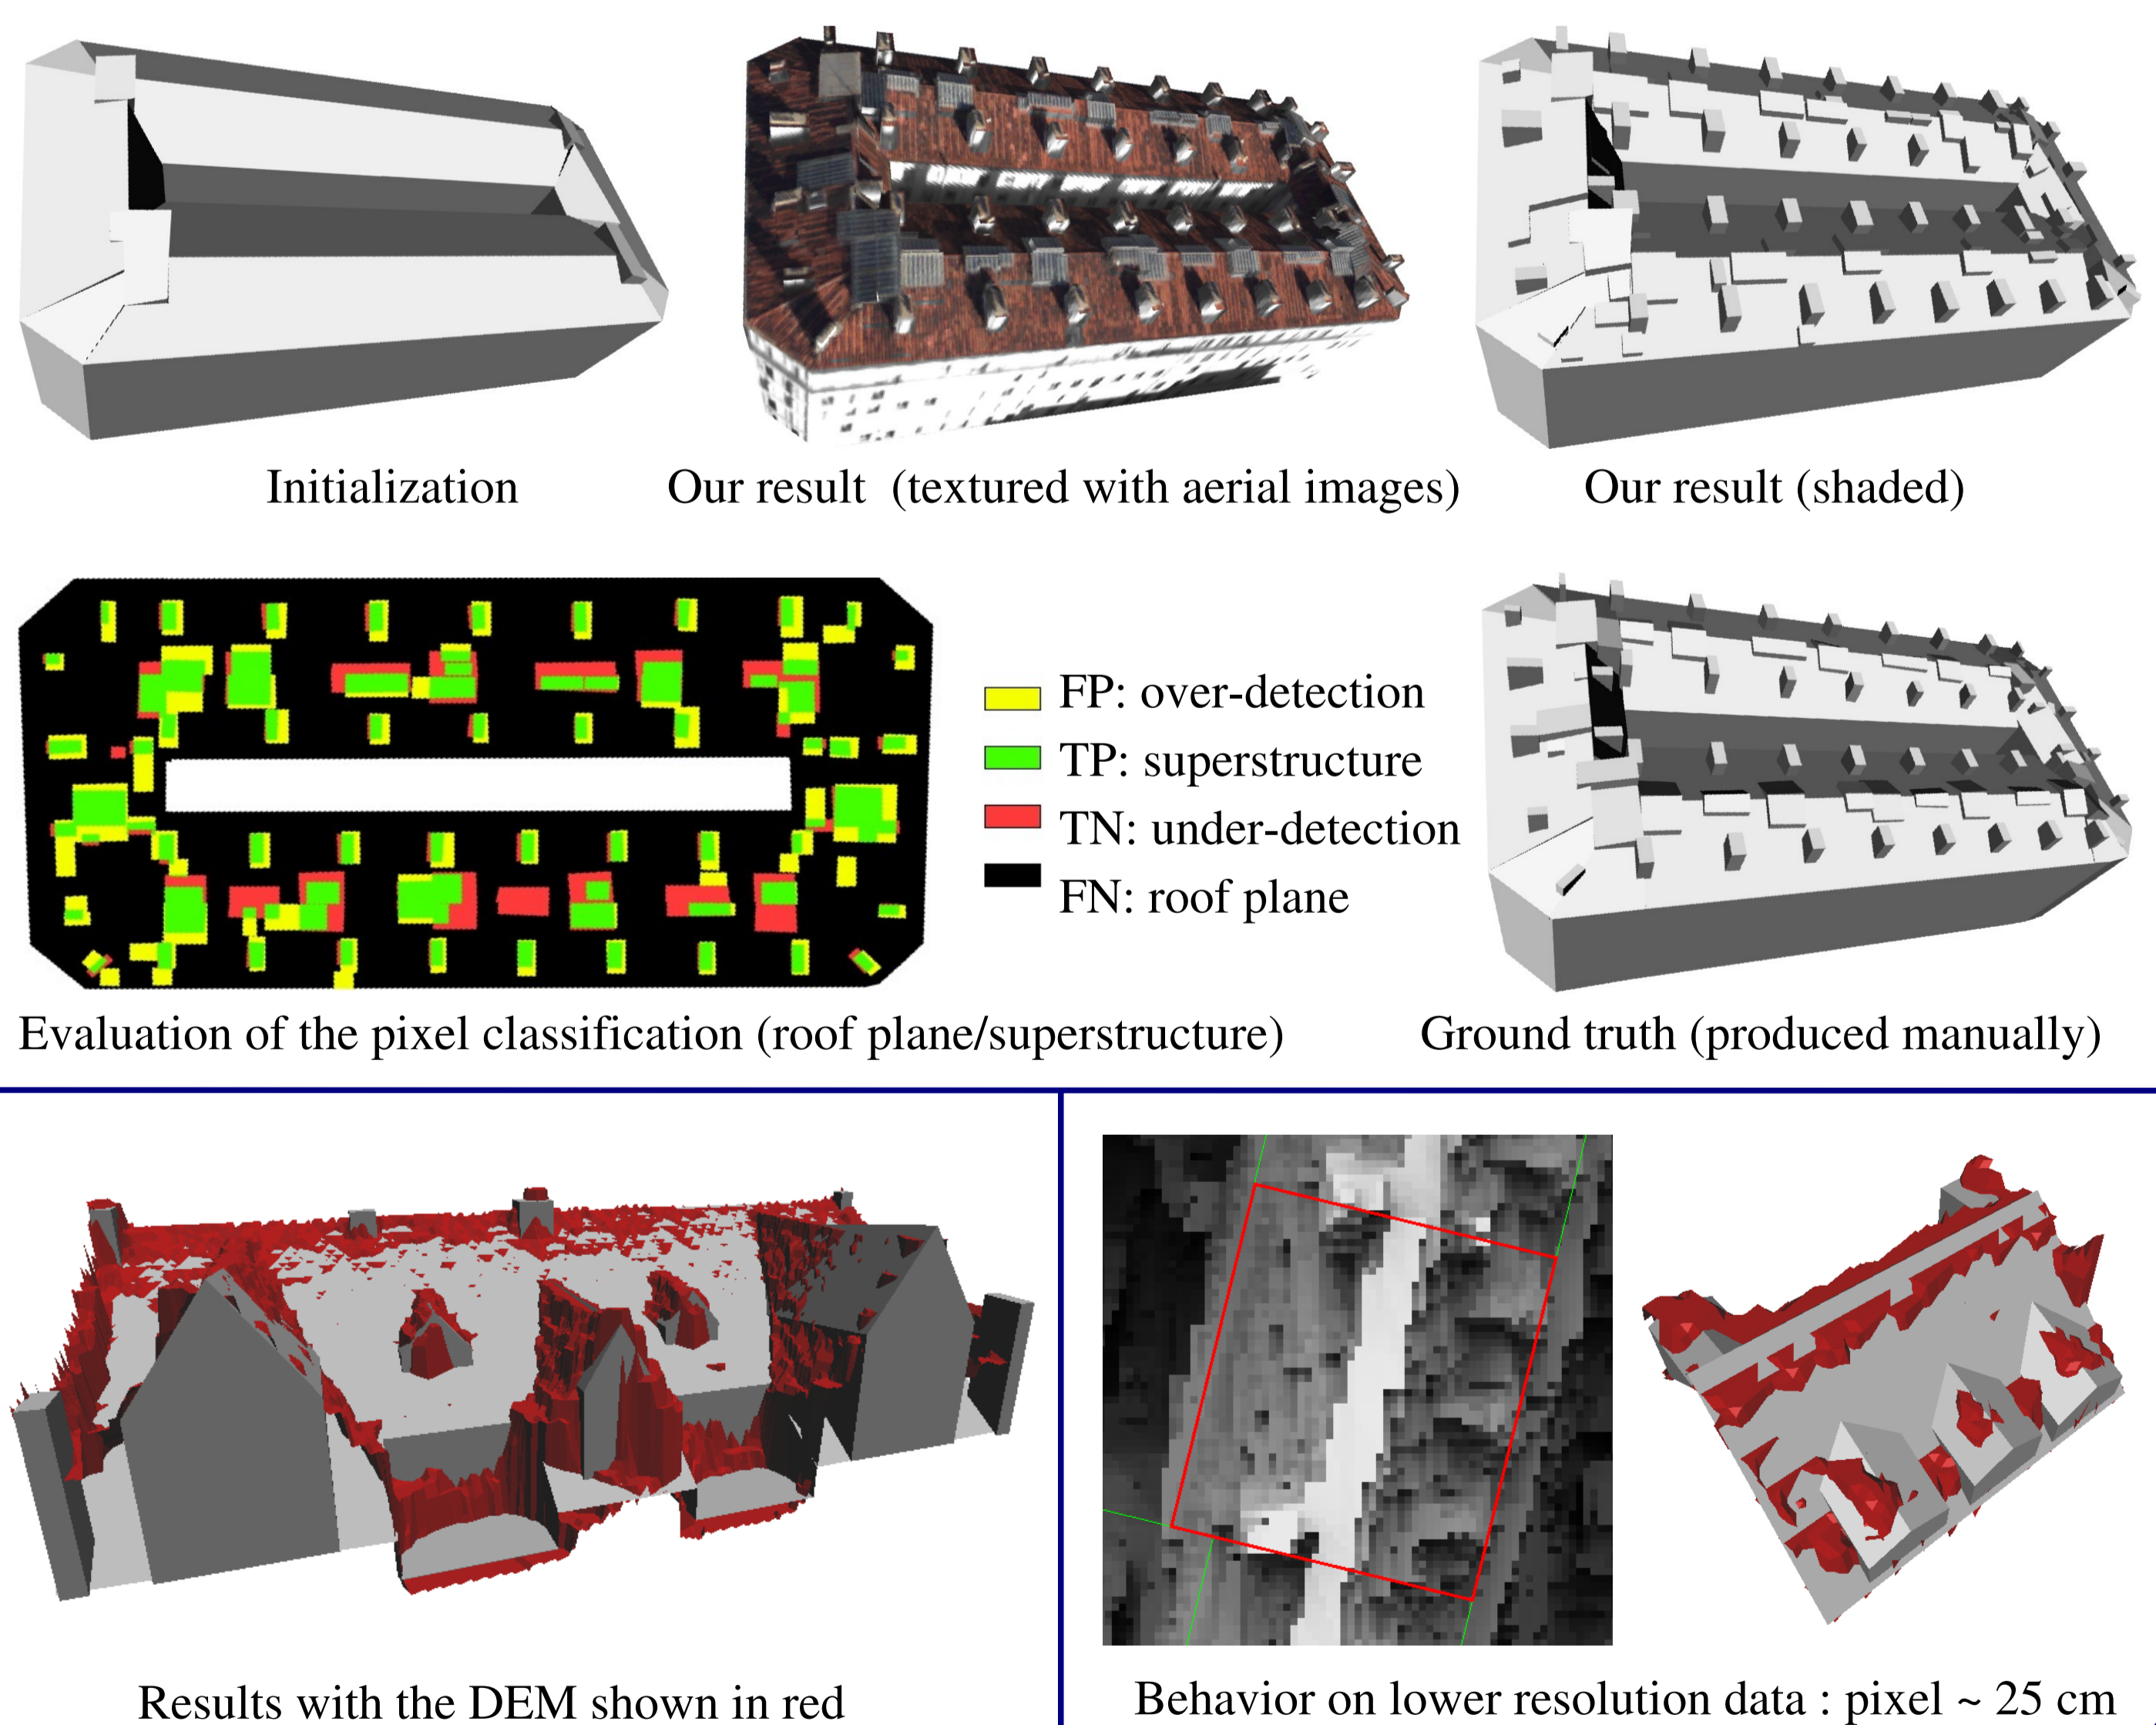 Initialization
Our result (textured with aerial images)
Our result (shaded)
FP: over-detection
TP: superstructure
TN: under-detection
FN: roof plane
Evaluation of the pixel classification (roof plane/superstructure)
Ground truth (produced manually)
Results with the DEM shown in red
Behavior on lower resolution data : pixel ~ 25 cm